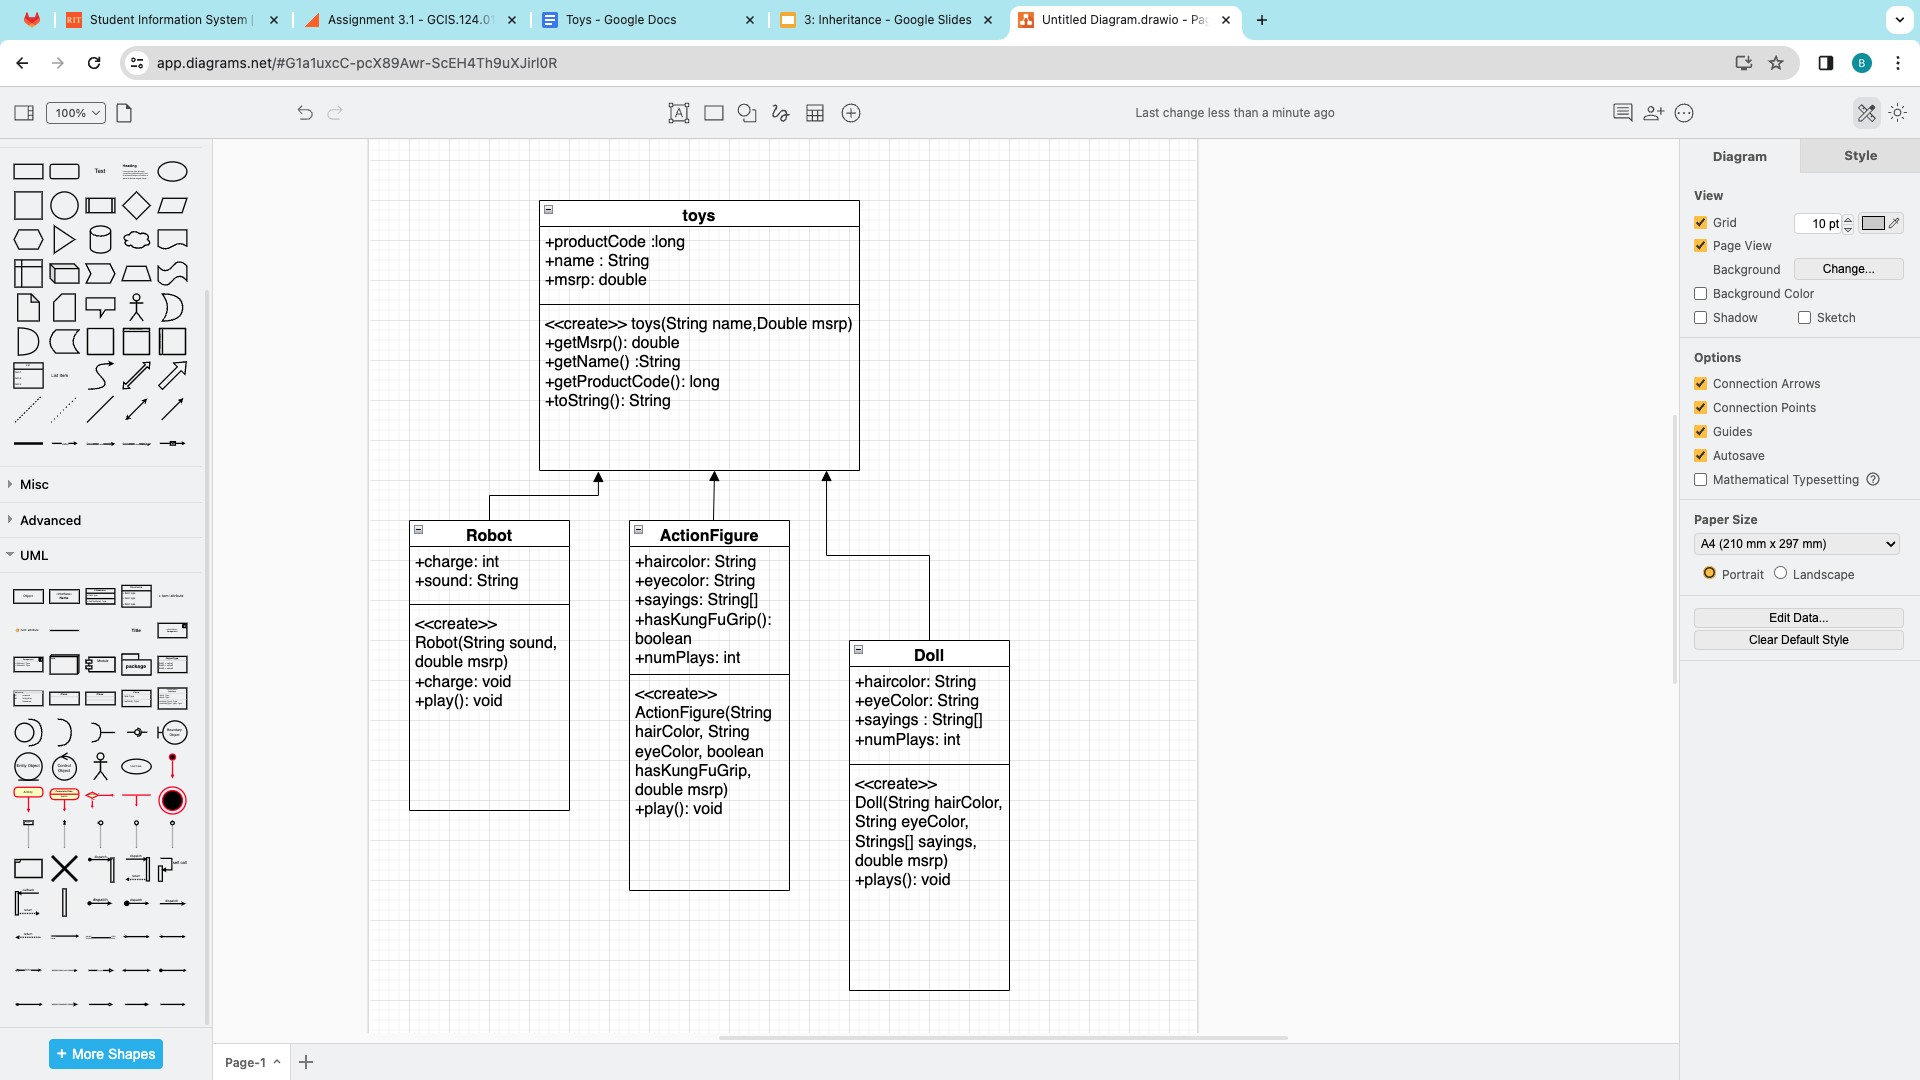 Student Information System |
Assignment 3.1 - GCIS.124.01
Toys - Google Docs
3: Inheritance - Google Slides
Untitled Diagram.drawio - Pa
app.diagrams.net/#G1a1uxcC-pcX89Awr-ScEH4Th9uXJirI0R
B
100%
Last change less than a minute ago
Diagram
Style
View
Grid
10 pt
Page View
Background
Change...
Background Color
Shadow
Sketch
Options
Connection Arrows
Connection Points
Guides
Autosave
Mathematical Typesetting
Paper Size
A4 (210 mm x 297 mm)
Portrait
Landscape
Edit Data...
Clear Default Style
Text
Heading
List Item
Misc
Advanced
UML
Title
package
+ More Shapes
Page-1
toys
+productCode :long
+name : String
+msrp: double
<<create>> toys(String name,Double msrp)
+getMsrp(): double
+getName() :String
+getProductCode(): long
+toString(): String
Robot
+charge: int
+sound: String
<<create>>
Robot(String sound,
double msrp)
+charge: void
+play(): void
ActionFigure
+haircolor: String
+eyecolor: String
+sayings: String[]
+hasKungFuGrip():
boolean
+numPlays: int
<<create>>
ActionFigure(String
hairColor, String
eyeColor, boolean
hasKungFuGrip,
double msrp)
+play(): void
Doll
+haircolor: String
+eyeColor: String
+sayings : String[]
+numPlays: int
<<create>>
Doll(String hairColor,
String eyeColor,
Strings[] sayings,
double msrp)
+plays(): void